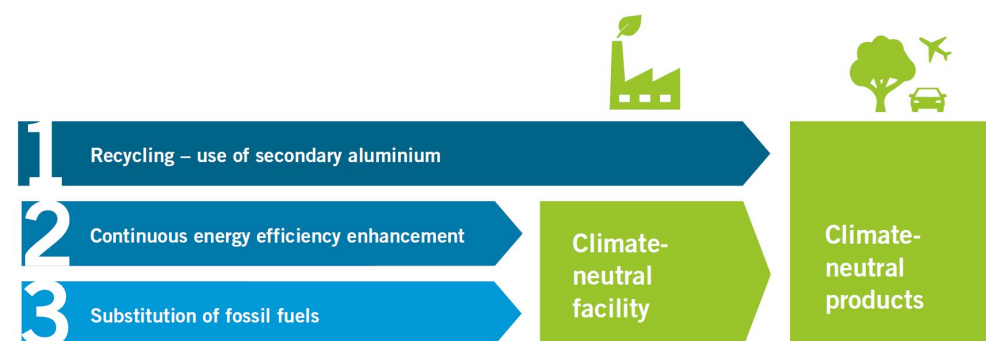 1
Recycling – use of secondary aluminium
2
Continuous energy efficiency enhancement
3
Substitution of fossil fuels
Climate-
neutral
facility
Climate-
neutral
products